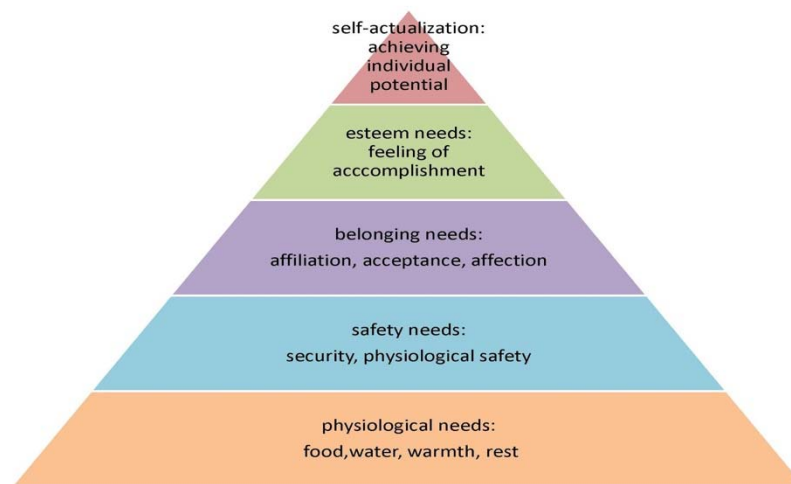 self-actualization:
achieving
individual
potential
esteem needs:
feeling of
acccomplishment
belonging needs:
affiliation, acceptance, affection
safety needs:
security, physiological safety
physiological needs:
food,water, warmth, rest